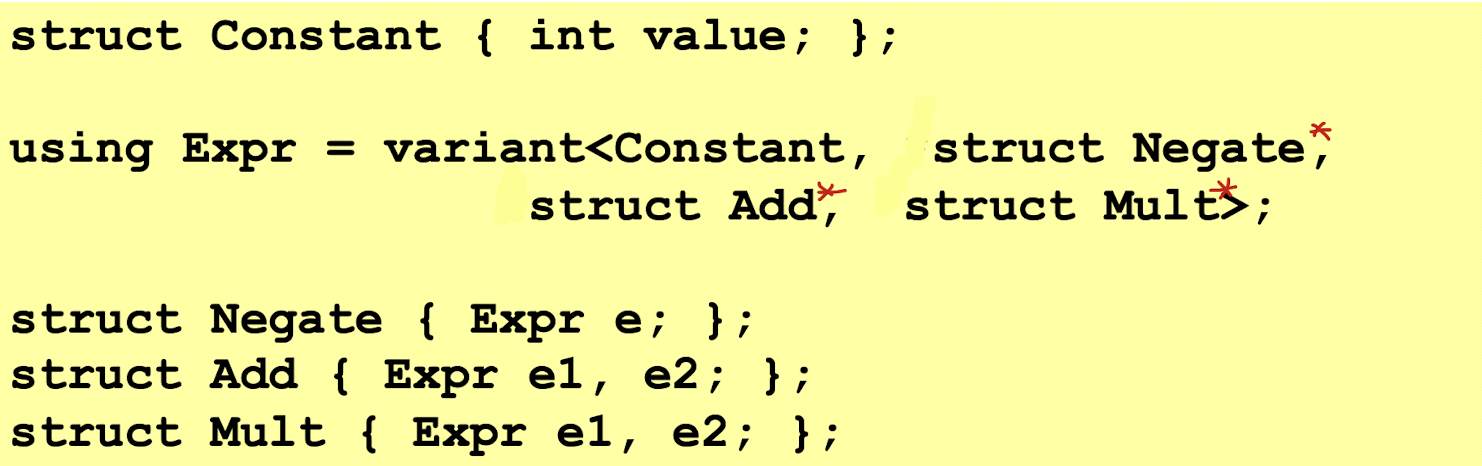 struct Constant { int value; };
using Expr = variant<Constant, struct Negate*,
struct Add*, struct Mult*>;
struct Negate { Expr e; };
struct Add { Expr e1, e2; };
struct Mult { Expr e1, e2; };